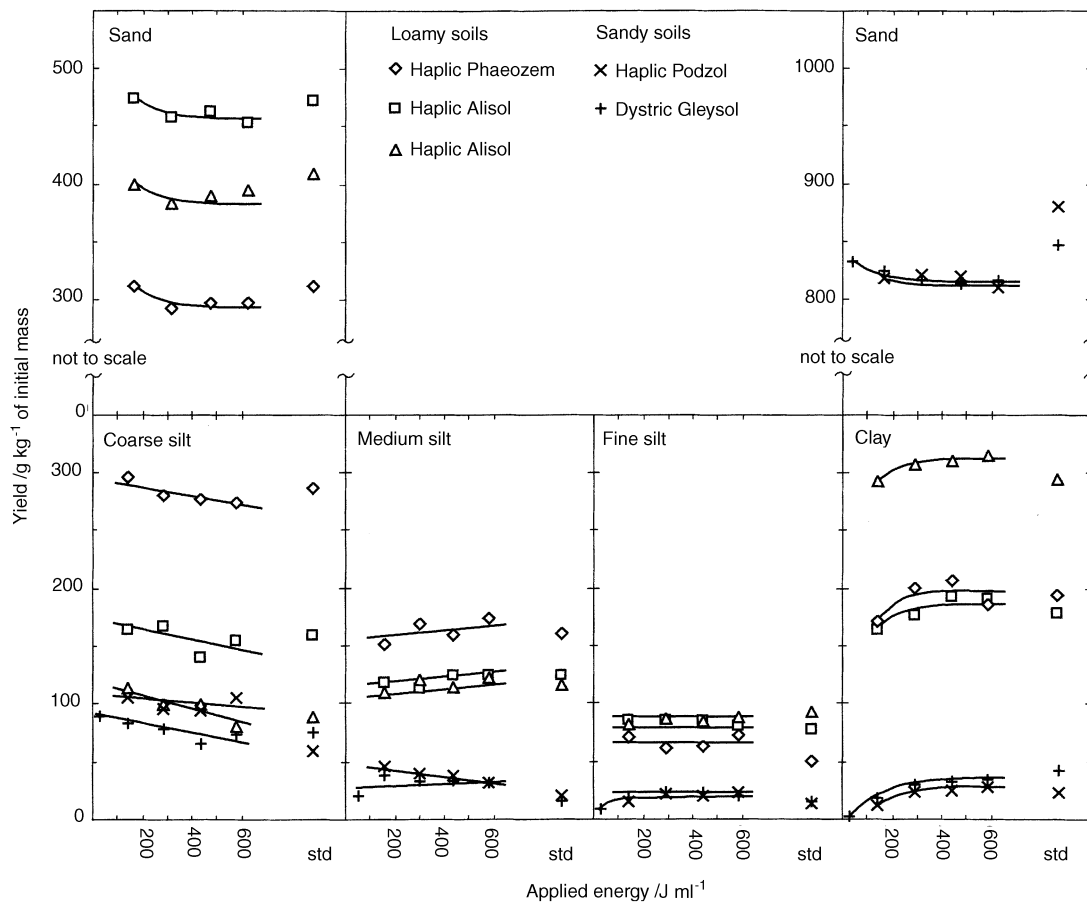 Sand
500
400
300
not to scale
0
Loamy soils
Haplic Phaeozem
Haplic Alisol
Haplic Alisol
Sandy soils
Haplic Podzol
Dystric Gleysol
Sand
1000
900
800
not to scale
Yield /g kg⁻¹ of initial mass
Coarse silt
300
200
100
0
200
400
600
std
Medium silt
200
400
600
std
Fine silt
200
400
600
std
Clay
200
400
600
std
Applied energy /J ml⁻¹